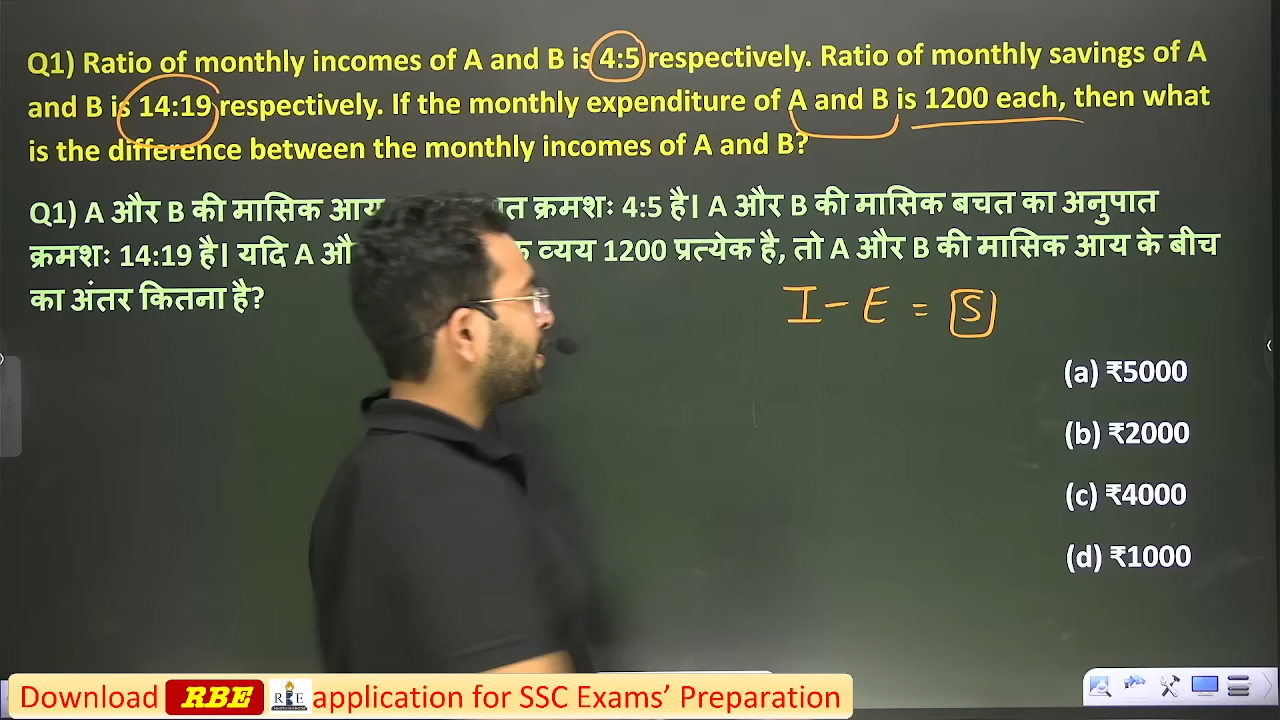 Q1) Ratio of monthly incomes of A and B is 4:5 respectively. Ratio of monthly savings of A
and B is 14:19 respectively. If the monthly expenditure of A and B is 1200 each, then what
is the difference between the monthly incomes of A and B?
Q1) A और B की मासिक आय क्रमशः 4:5 है। A और B की मासिक बचत का अनुपात
क्रमशः 14:19 है। यदि A व्यय 1200 प्रत्येक है, तो A और B की मासिक आय के बीच
का अंतर कितना है?
I - E = S
(a) ₹5000
(b) ₹2000
(c) ₹4000
(d) ₹1000
Download RBE RBE application for SSC Exams’ Preparation